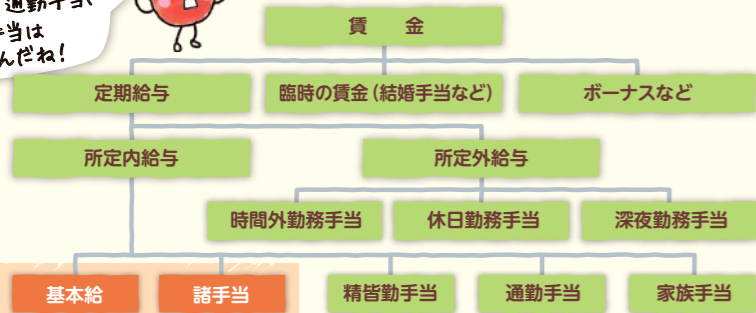 通勤手当、
手当は
んだね!
賃 金
定期給与
臨時の賃金(結婚手当など)
ボーナスなど
所定内給与
所定外給与
時間外勤務手当
休日勤務手当
深夜勤務手当
基本給
諸手当
精皆勤手当
通勤手当
家族手当